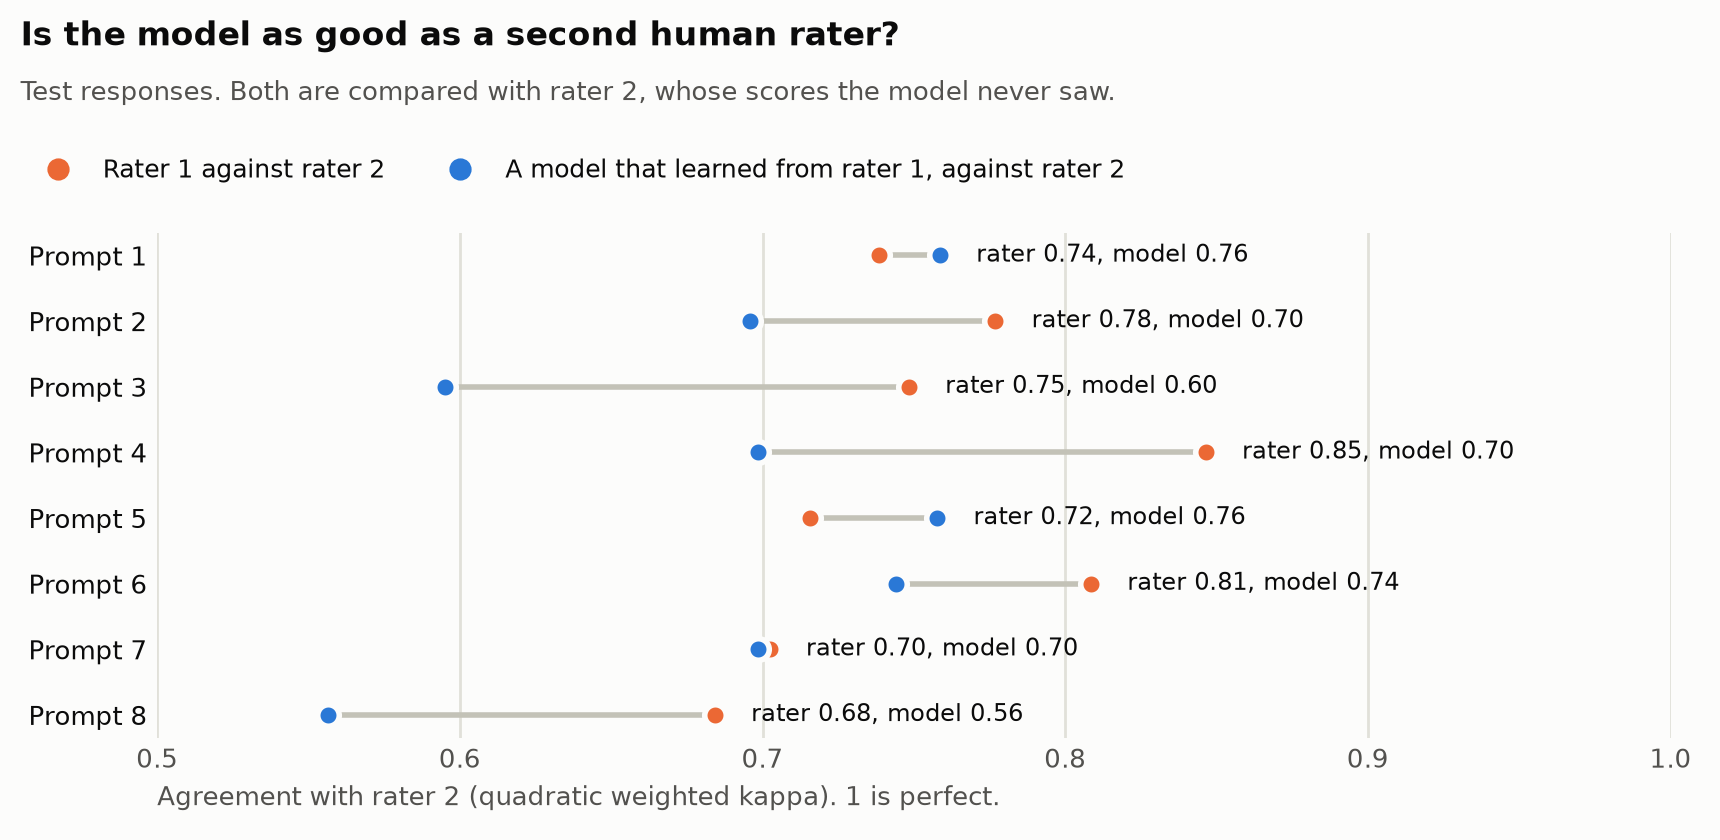 Is the model as good as a second human rater?
Test responses. Both are compared with rater 2, whose scores the model never saw.
Rater 1 against rater 2
A model that learned from rater 1, against rater 2
Prompt 1
rater 0.74, model 0.76
Prompt 2
rater 0.78, model 0.70
Prompt 3
rater 0.75, model 0.60
Prompt 4
rater 0.85, model 0.70
Prompt 5
rater 0.72, model 0.76
Prompt 6
rater 0.81, model 0.74
Prompt 7
rater 0.70, model 0.70
Prompt 8
rater 0.68, model 0.56
0.5 0.6 0.7 0.8 0.9 1.0
Agreement with rater 2 (quadratic weighted kappa). 1 is perfect.